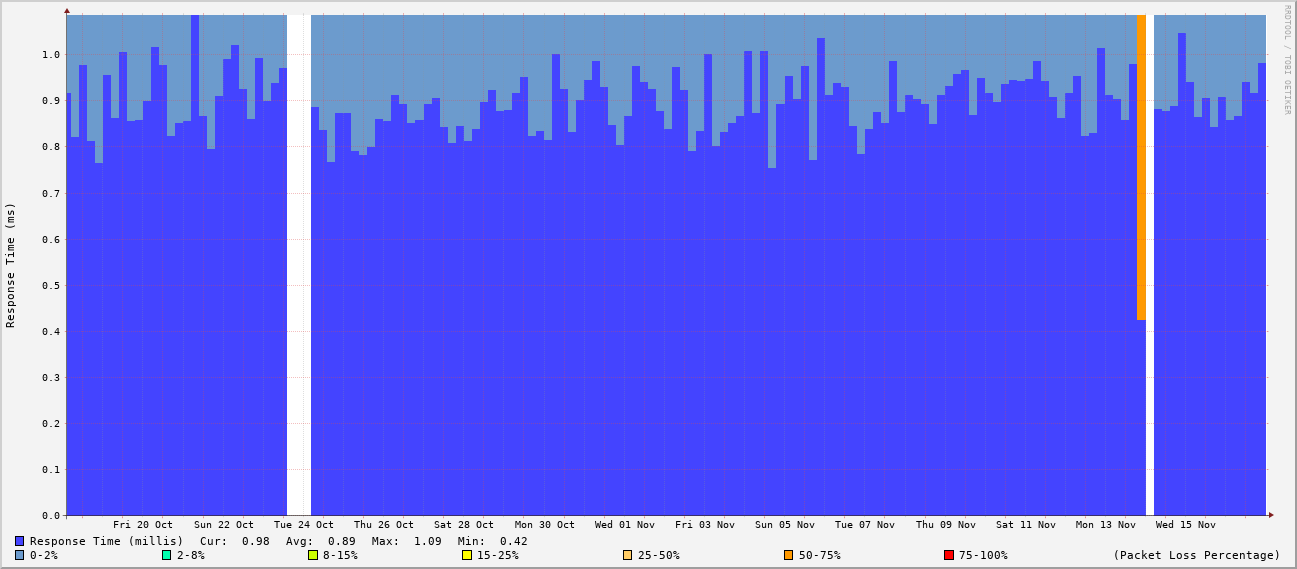 RRDTOOL / TOBI OETIKER
Response Time (ms)
1.0
0.9
0.8
0.7
0.6
0.5
0.4
0.3
0.2
0.1
0.0
Fri 20 Oct Sun 22 Oct Tue 24 Oct Thu 26 Oct Sat 28 Oct Mon 30 Oct Wed 01 Nov Fri 03 Nov Sun 05 Nov Tue 07 Nov Thu 09 Nov Sat 11 Nov Mon 13 Nov Wed 15 Nov
Response Time (millis) Cur: 0.98 Avg: 0.89 Max: 1.09 Min: 0.42
0-2% 2-8% 8-15% 15-25% 25-50% 50-75% 75-100% (Packet Loss Percentage)